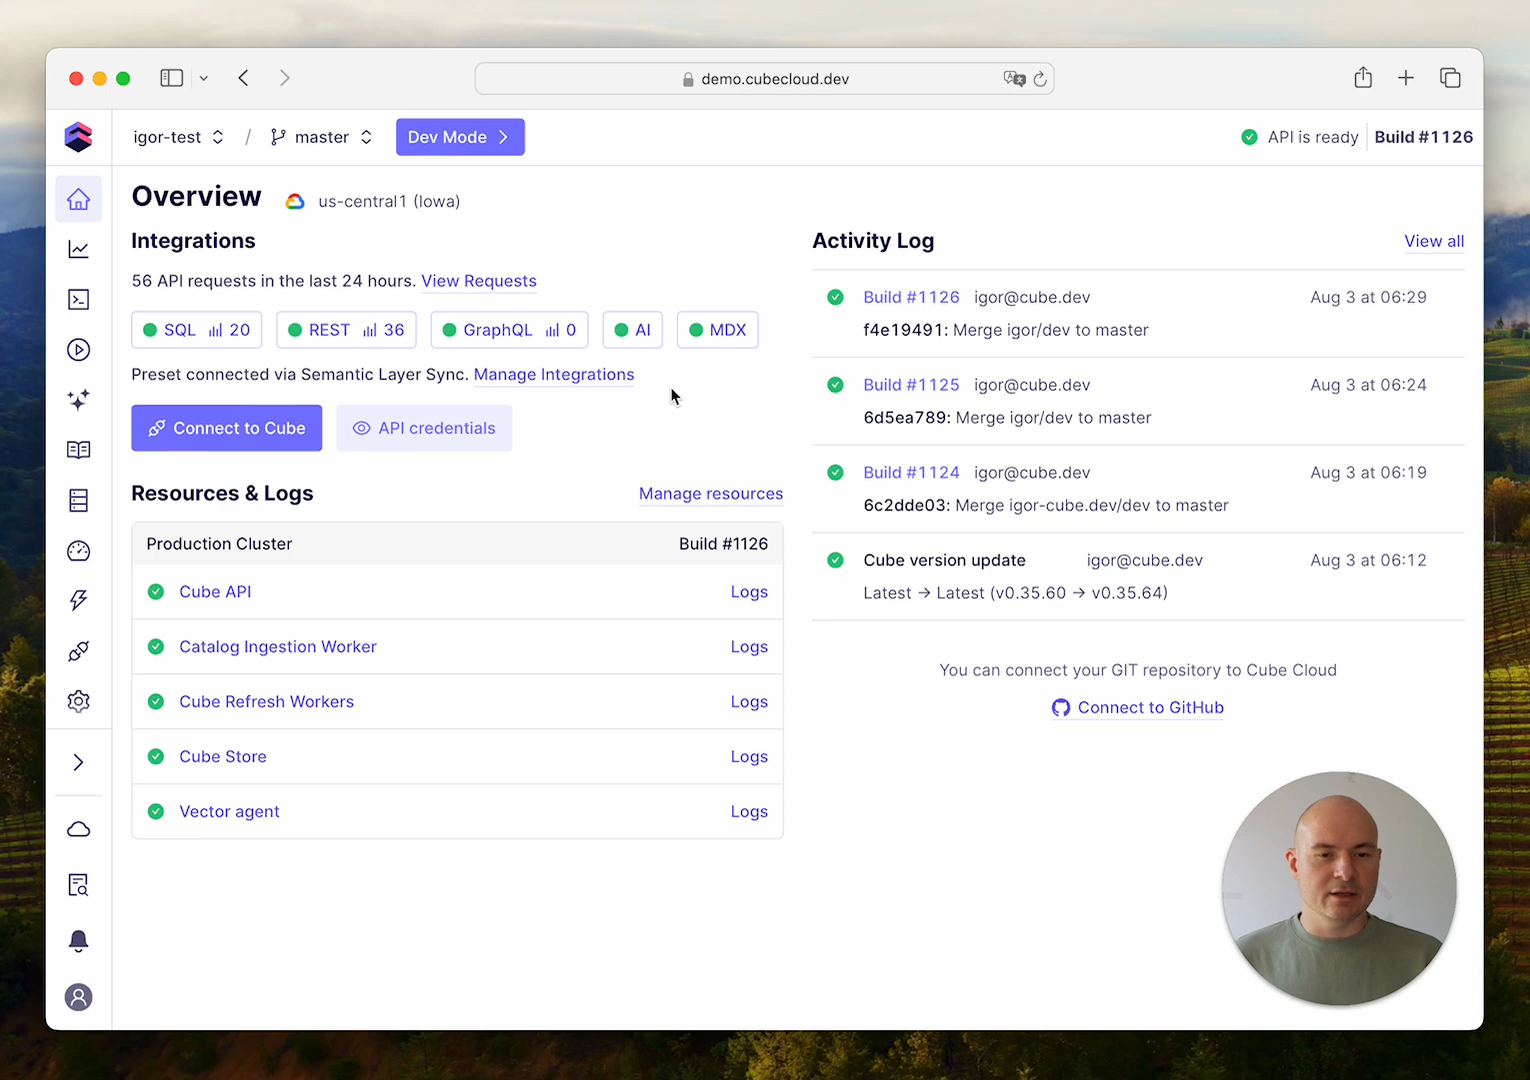 demo.cubecloud.dev
igor-test / master Dev Mode API is ready Build #1126
Overview us-central1 (Iowa)
Integrations
56 API requests in the last 24 hours. View Requests
SQL 20 REST 36 GraphQL 0 AI MDX
Preset connected via Semantic Layer Sync. Manage Integrations
Connect to Cube API credentials
Resources & Logs Manage resources
Production Cluster Build #1126
Cube API Logs
Catalog Ingestion Worker Logs
Cube Refresh Workers Logs
Cube Store Logs
Vector agent Logs
Activity Log View all
Build #1126 igor@cube.dev Aug 3 at 06:29
f4e19491: Merge igor/dev to master
Build #1125 igor@cube.dev Aug 3 at 06:24
6d5ea789: Merge igor/dev to master
Build #1124 igor@cube.dev Aug 3 at 06:19
6c2dde03: Merge igor-cube.dev/dev to master
Cube version update igor@cube.dev Aug 3 at 06:12
Latest → Latest (v0.35.60 → v0.35.64)
You can connect your GIT repository to Cube Cloud
Connect to GitHub